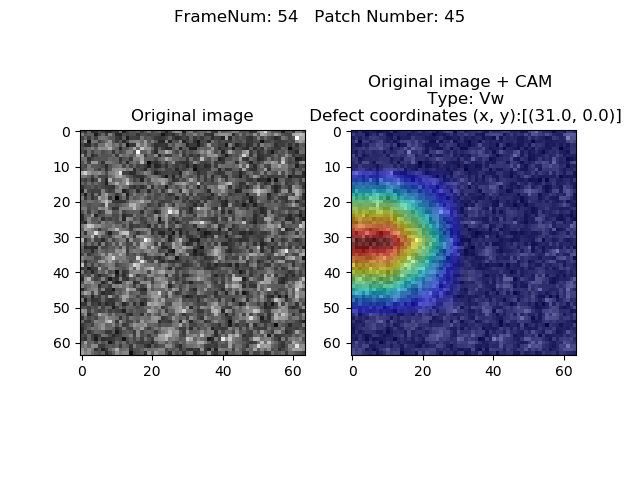 FrameNum: 54   Patch Number: 45
Original image
0
10
20
30
40
50
60
0 20 40 60
Original image + CAM
Type: Vw
Defect coordinates (x, y):[(31.0, 0.0)]
0
10
20
30
40
50
60
0 20 40 60